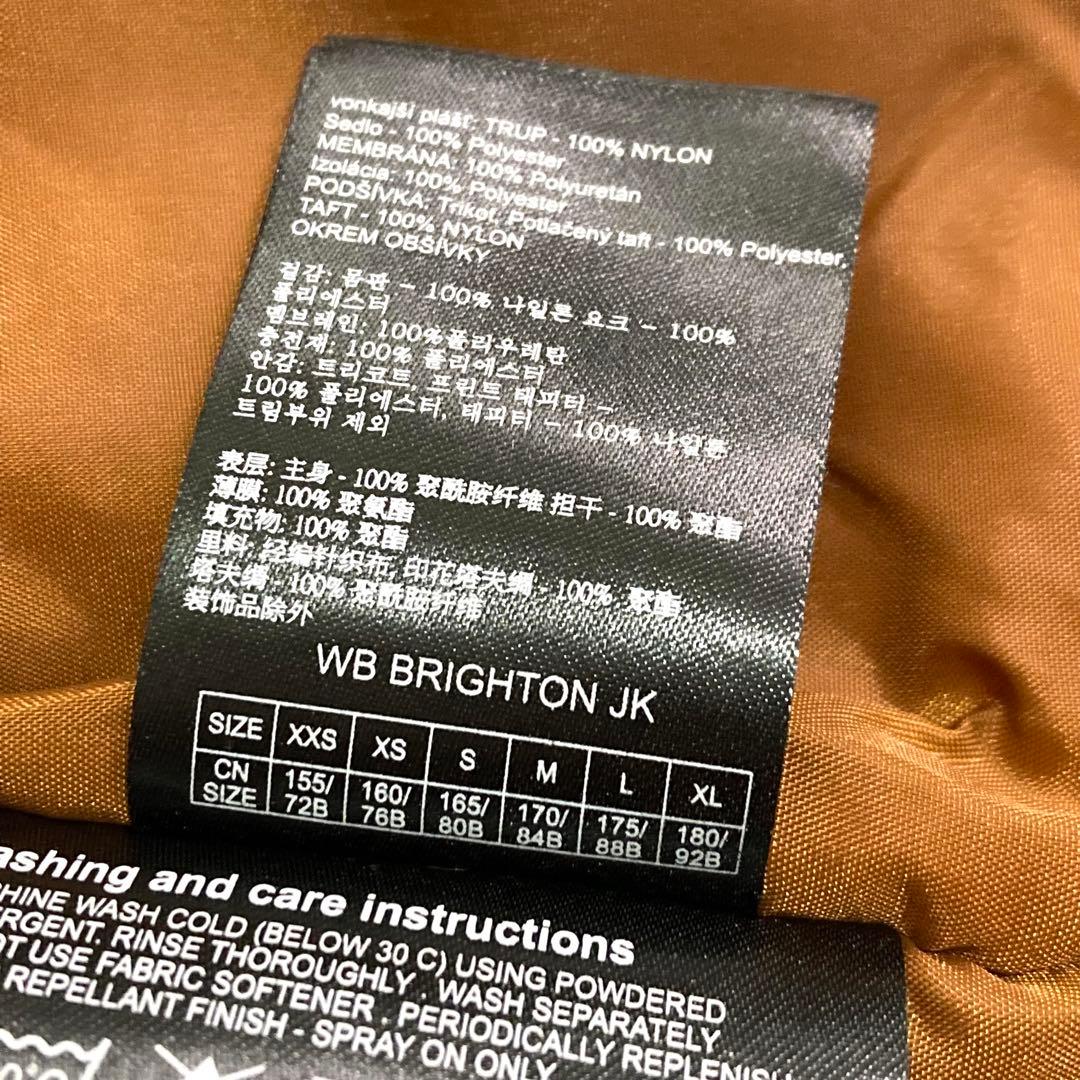 vonkajší plášť: TRUP - 100% NYLON
Sedlo - 100% Polyester
MEMBRÁNA: 100% Polyuretán
Izolácia: 100% Polyester
PODŠÍVKA: Trikot, Potlačený taft - 100% Polyester,
TAFT - 100% NYLON
OKREM OBŠÍVKY
겉감: 몸판 - 100% 나일론 요크 - 100%
폴리에스터
멤브레인: 100%폴리우레탄
충전재: 100% 폴리에스터
안감: 트리코트, 프린트 태피터 -
100% 폴리에스터, 태피터 - 100% 나일론
트림부위 제외
表层: 主身 - 100% 聚酰胺纤维 担干 - 100% 聚酯
薄膜: 100% 聚氨酯
填充物: 100% 聚酯
里料: 经编针织布, 印花塔夫绸 - 100% 聚酯
塔夫绸 - 100% 聚酰胺纤维
装饰品除外
WB BRIGHTON JK
SIZE XXS XS S M L XL
CN SIZE 155/72B 160/76B 165/80B 170/84B 175/88B 180/92B
ashing and care instructions
HINE WASH COLD (BELOW 30 C) USING POWDERED
ERGENT. RINSE THOROUGHLY . WASH SEPARATELY .
OT USE FABRIC SOFTENER . PERIODICALLY REPLENISH
REPELLANT FINISH - SPRAY ON ONLY